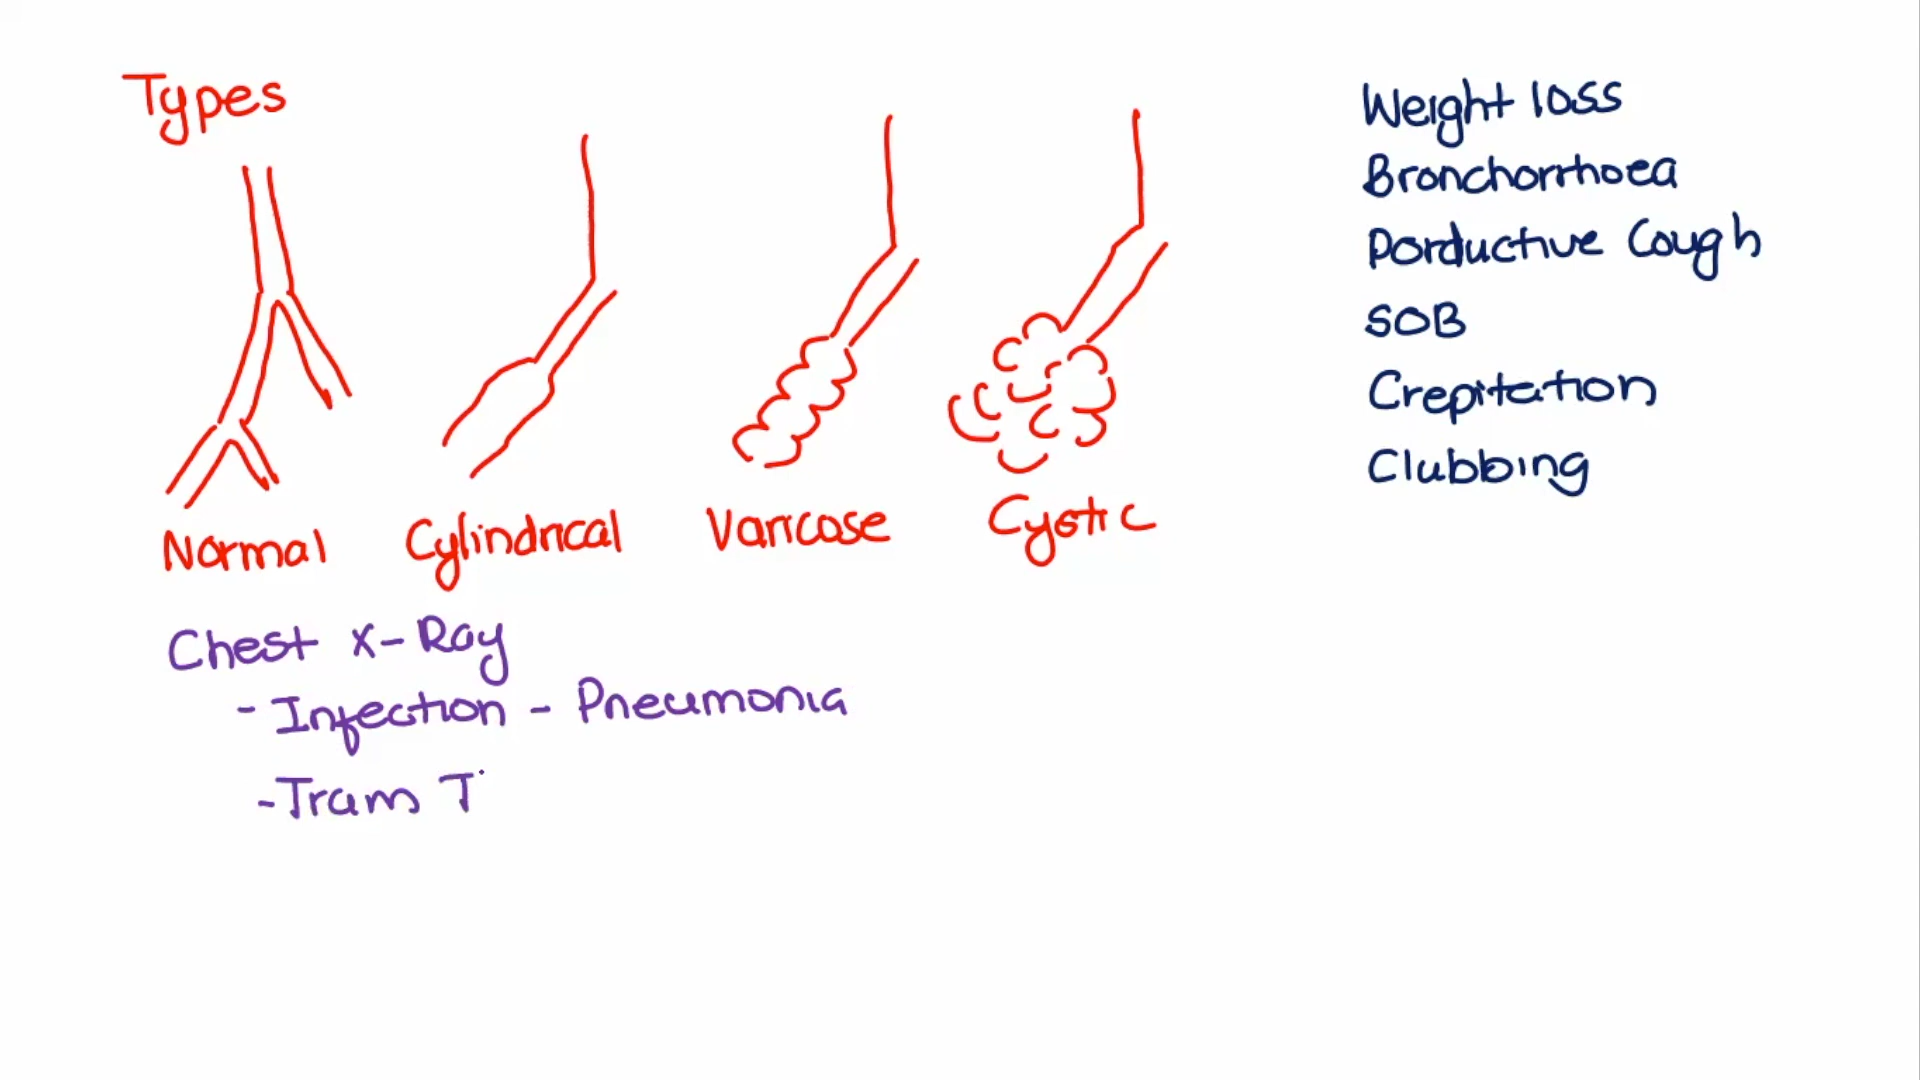 Types
Normal Cylindrical Varicose Cystic
Chest X-Ray
- Infection - Pneumonia
- Tram T
Weight loss
Bronchorrhoea
Porductive Cough
SOB
Crepitation
Clubbing